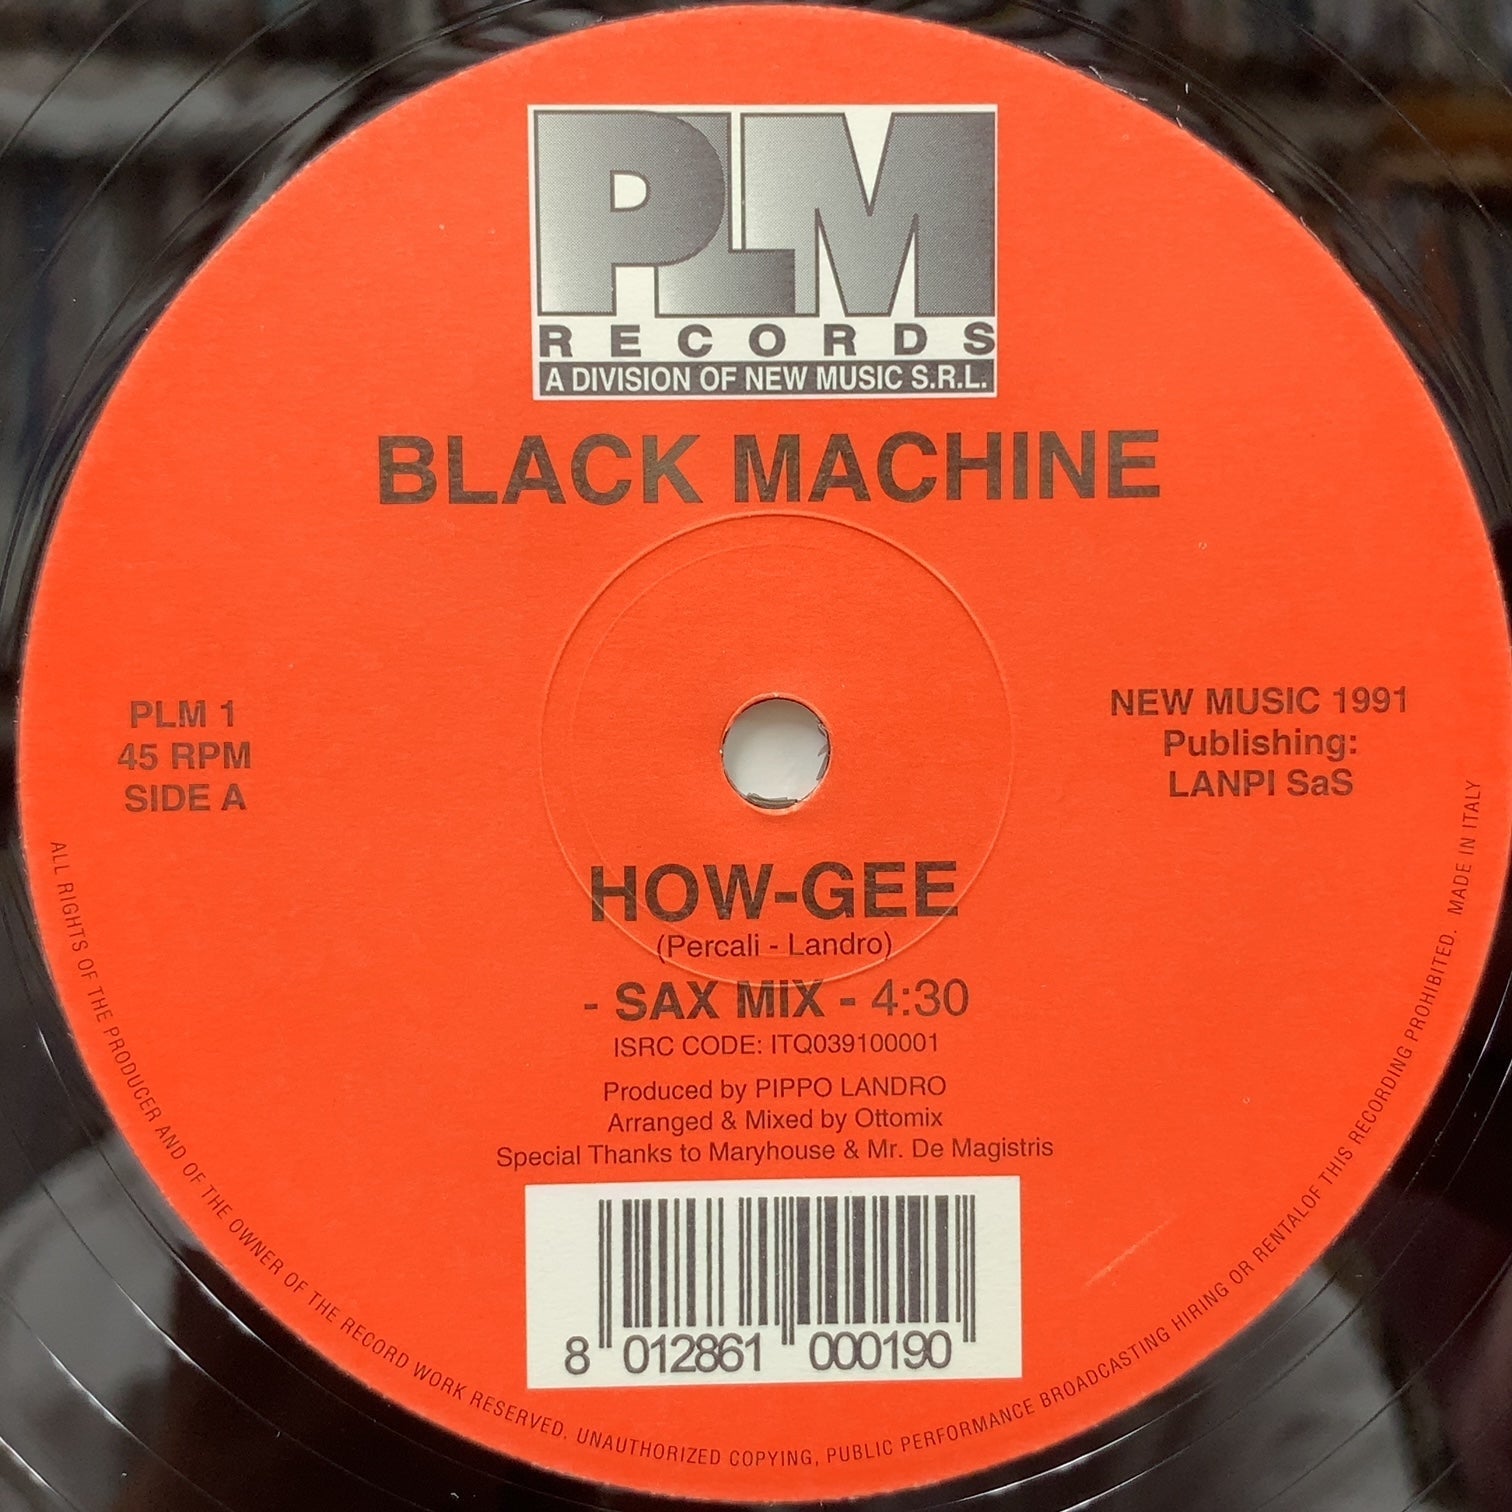 PLM
RECORDS
A DIVISION OF NEW MUSIC S.R.L.
BLACK MACHINE
PLM 1
45 RPM
SIDE A
NEW MUSIC 1991
Publishing:
LANPI SaS
HOW-GEE
(Percali - Landro)
- SAX MIX - 4:30
ISRC CODE: ITQ039100001
Produced by PIPPO LANDRO
Arranged & Mixed by Ottomix
Special Thanks to Maryhouse & Mr. De Magistris
8 012861 000190
ALL RIGHTS OF THE PRODUCER AND OF THE OWNER OF THE RECORD WORK RESERVED. UNAUTHORIZED COPYING, PUBLIC PERFORMANCE BROADCASTING HIRING OR RENTALOF THIS RECORDING PROHIBITED. MADE IN ITALY